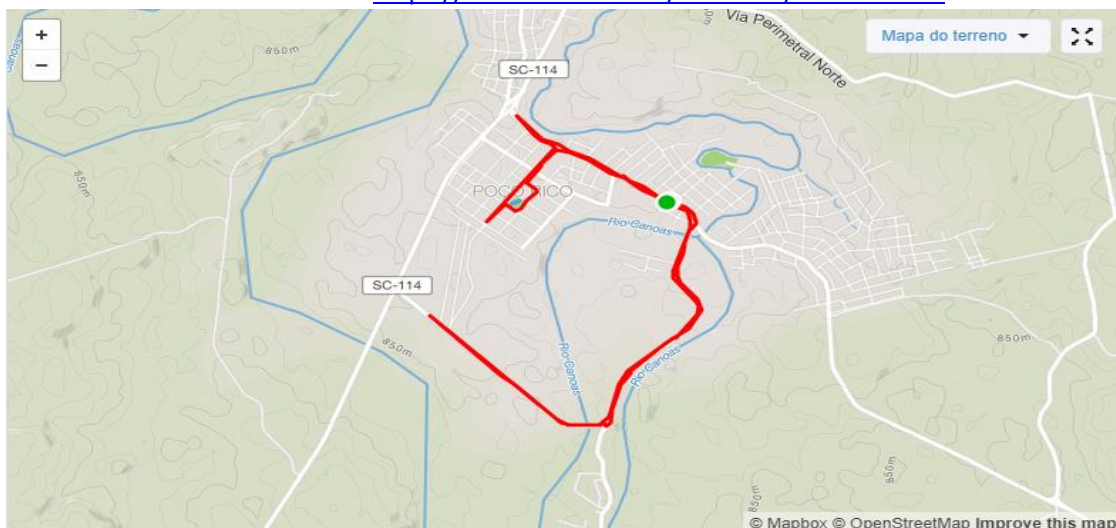 +
−
Mapa do terreno
Via Perimetral Norte
850m
SC-114
850m
POÇO RICO
Rio Canoas
SC-114
850m
850m
Rio Canoas
Rio Canoas
850m
© Mapbox © OpenStreetMap Improve this map